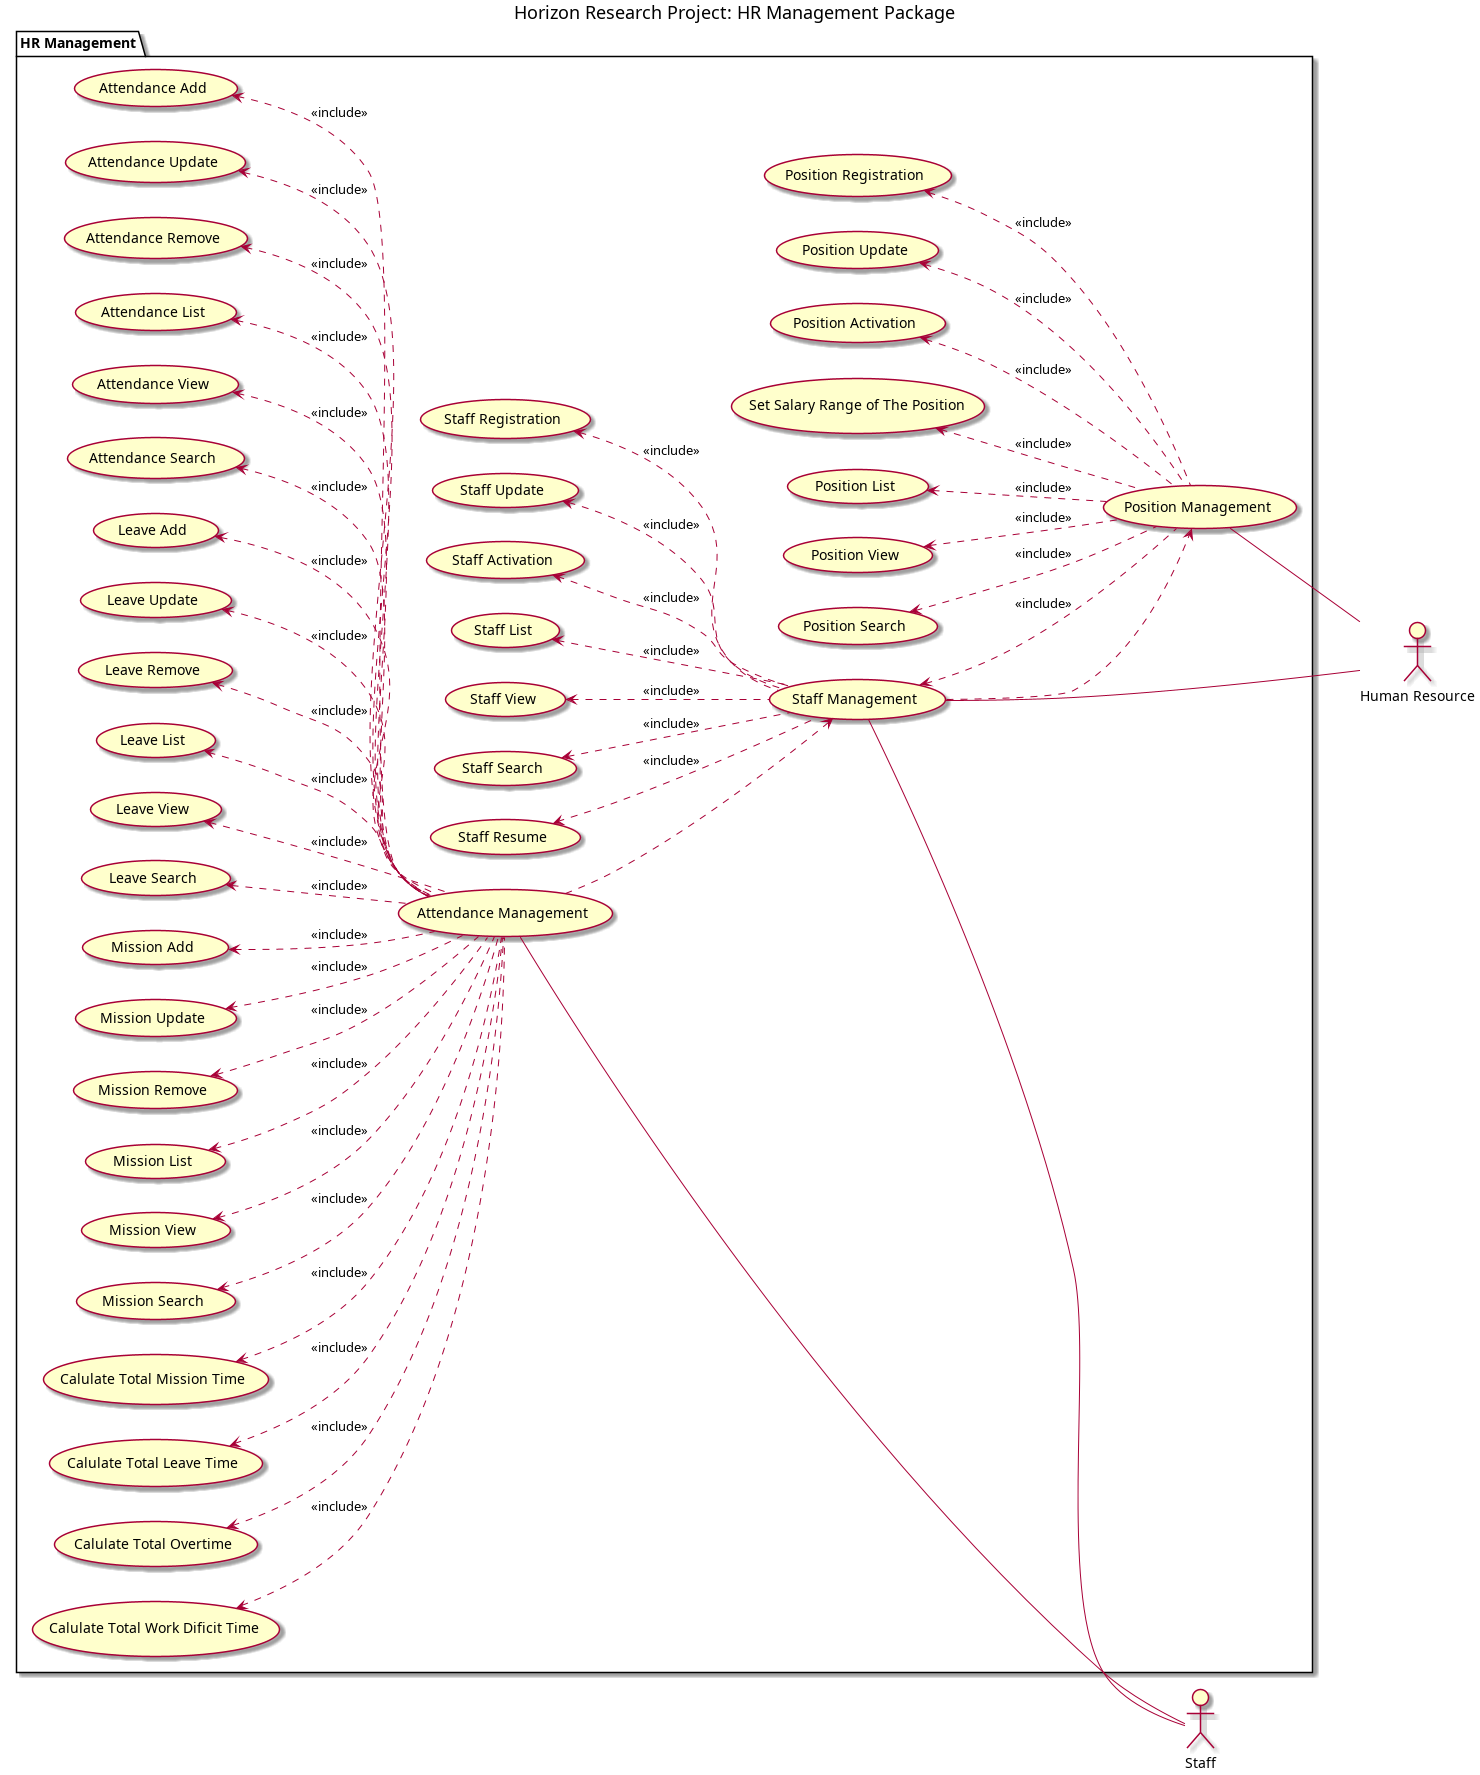 Horizon Research Project: HR Management Package
HR Management
Attendance Add
«include»
Attendance Update
«include»
Attendance Remove
«include»
Attendance List
«include»
Attendance View
«include»
Attendance Search
«include»
Leave Add
«include»
Leave Update
«include»
Leave Remove
«include»
Leave List
«include»
Leave View
«include»
Leave Search
«include»
Mission Add
«include»
Mission Update
«include»
Mission Remove
«include»
Mission List
«include»
Mission View
«include»
Mission Search
«include»
Calulate Total Mission Time
«include»
Calulate Total Leave Time
«include»
Calulate Total Overtime
«include»
Calulate Total Work Dificit Time
«include»
Attendance Management
Staff Registration
«include»
Staff Update
«include»
Staff Activation
«include»
Staff List
«include»
Staff View
«include»
Staff Search
«include»
Staff Resume
«include»
Staff Management
Position Registration
«include»
Position Update
«include»
Position Activation
«include»
Set Salary Range of The Position
«include»
Position List
«include»
Position View
«include»
Position Search
«include»
«include»
Position Management
Human Resource
Staff